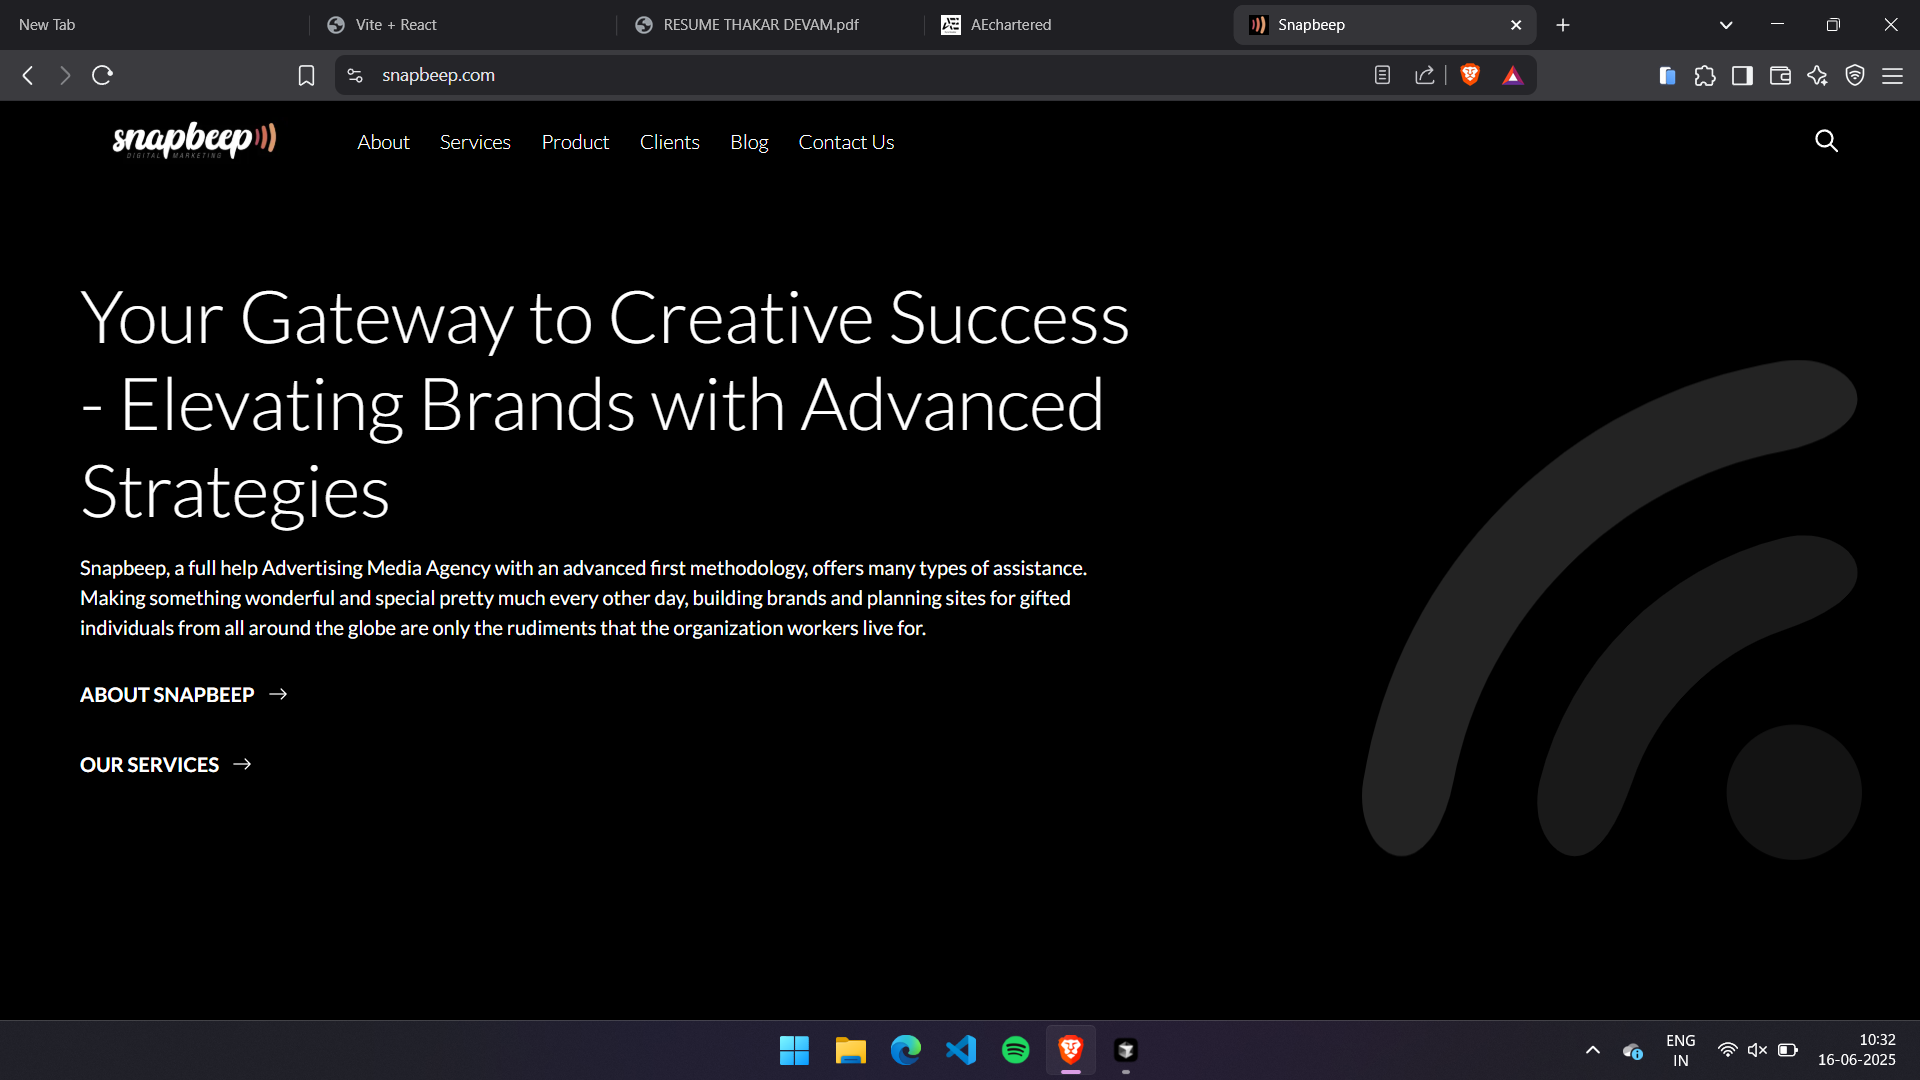 New Tab
Vite + React
RESUME THAKAR DEVAM.pdf
AEchartered
Snapbeep
snapbeep.com
snapbeep
DIGITAL MARKETING
About
Services
Product
Clients
Blog
Contact Us
Your Gateway to Creative Success
- Elevating Brands with Advanced
Strategies
Snapbeep, a full help Advertising Media Agency with an advanced first methodology, offers many types of assistance.
Making something wonderful and special pretty much every other day, building brands and planning sites for gifted
individuals from all around the globe are only the rudiments that the organization workers live for.
ABOUT SNAPBEEP
OUR SERVICES
ENG
IN
10:32
16-06-2025